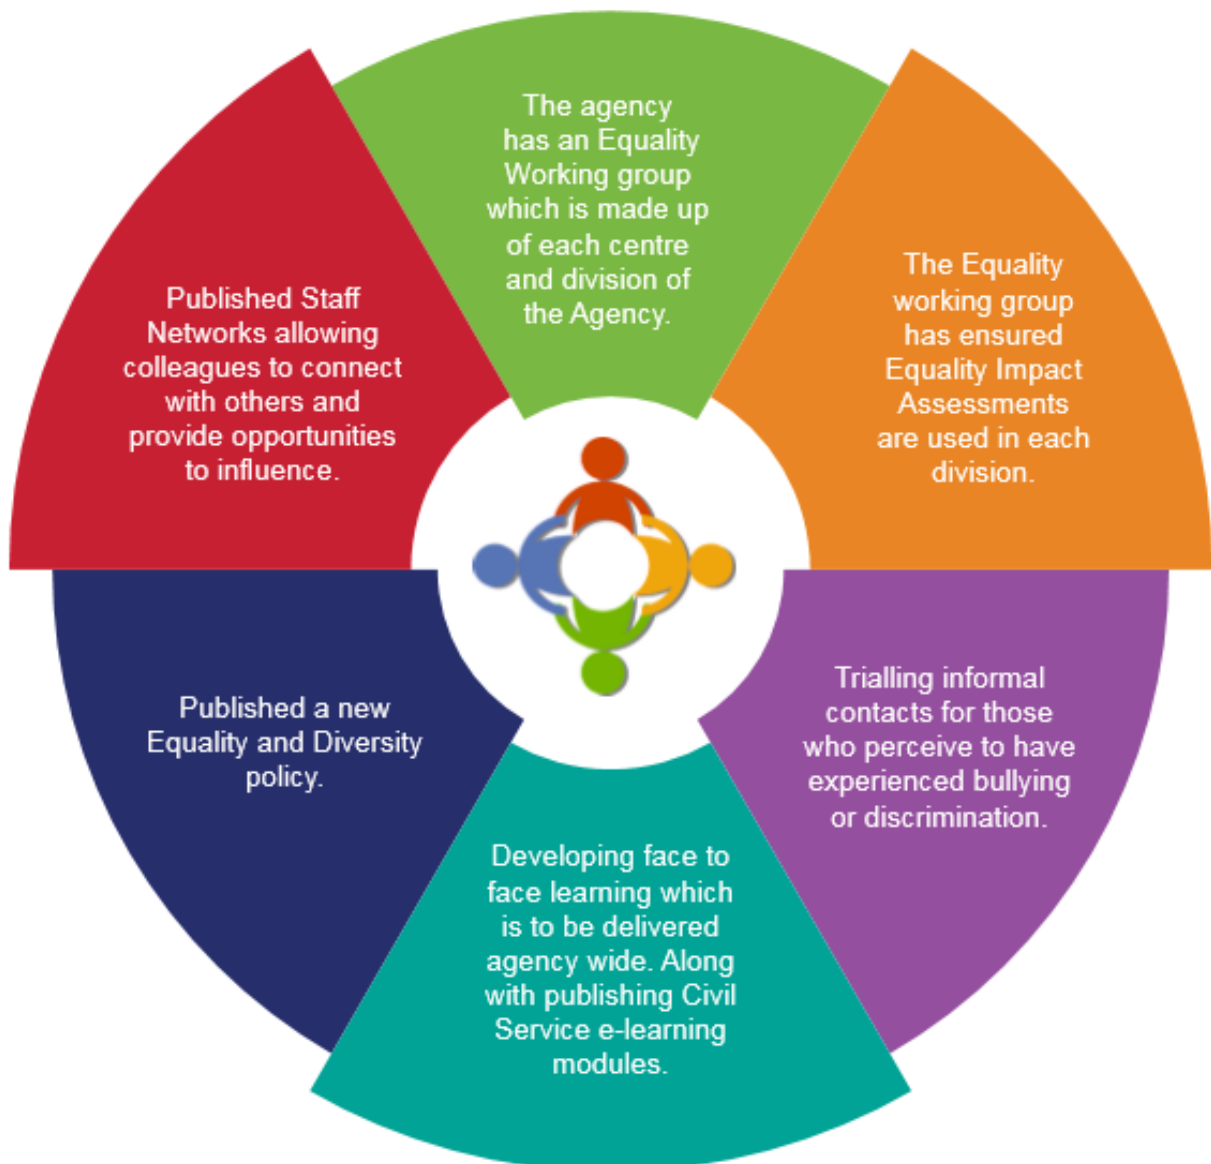 The agency
has an Equality
Working group
which is made up
of each centre
and division of
the Agency.
The Equality
working group
has ensured
Equality Impact
Assessments
are used in each
division.
Trialling informal
contacts for those
who perceive to have
experienced bullying
or discrimination.
Developing face to
face learning which
is to be delivered
agency wide. Along
with publishing Civil
Service e-learning
modules.
Published a new
Equality and Diversity
policy.
Published Staff
Networks allowing
colleagues to connect
with others and
provide opportunities
to influence.